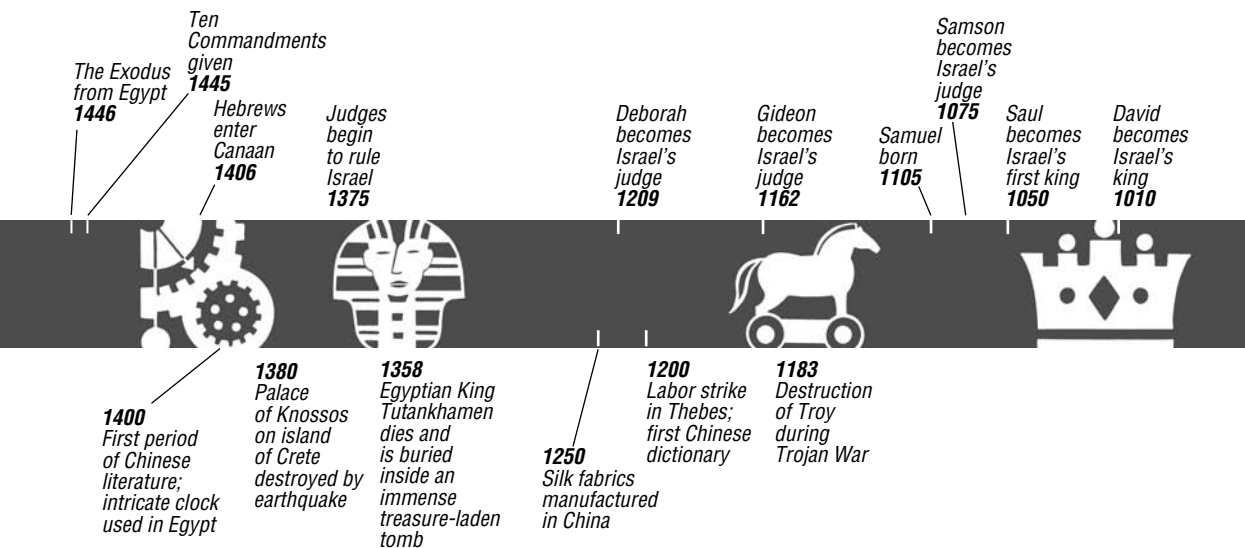 The Exodus
from Egypt
1446
Ten
Commandments
given
1445
Hebrews
enter
Canaan
1406
Judges
begin
to rule
Israel
1375
Deborah
becomes
Israel's
judge
1209
Gideon
becomes
Israel's
judge
1162
Samuel
born
1105
Samson
becomes
Israel's
judge
1075
Saul
becomes
Israel's
first king
1050
David
becomes
Israel's
king
1010
1400
First period
of Chinese
literature;
intricate clock
used in Egypt
1380
Palace
of Knossos
on island
of Crete
destroyed by
earthquake
1358
Egyptian King
Tutankhamen
dies and
is buried
inside an
immense
treasure-laden
tomb
1250
Silk fabrics
manufactured
in China
1200
Labor strike
in Thebes;
first Chinese
dictionary
1183
Destruction
of Troy
during
Trojan War